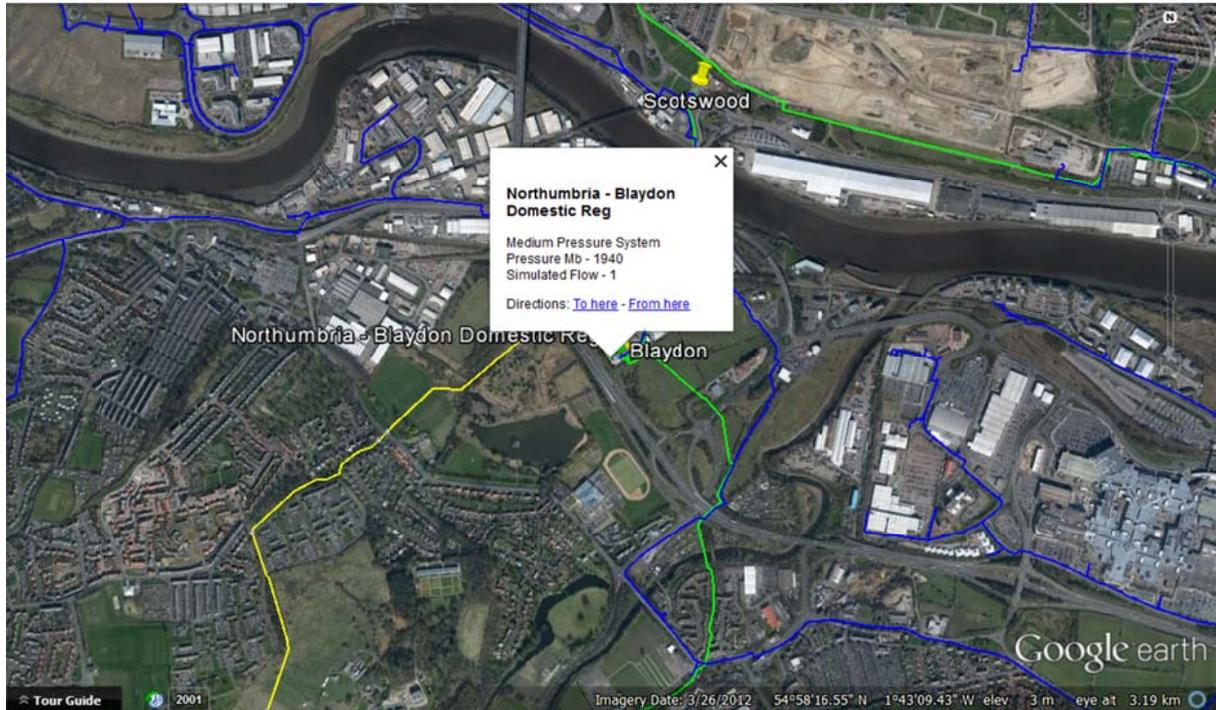 N
Scotswood
Northumbria - Blaydon
Domestic Reg
Medium Pressure System
Pressure Mb - 1940
Simulated Flow - 1
Directions: To here - From here
Northumbria - Blaydon Domestic Reg
Blaydon
Google earth
Tour Guide
2001
Imagery Date: 3/26/2012 54°58'16.55" N 1°43'09.43" W elev 3 m eye alt 3.19 km